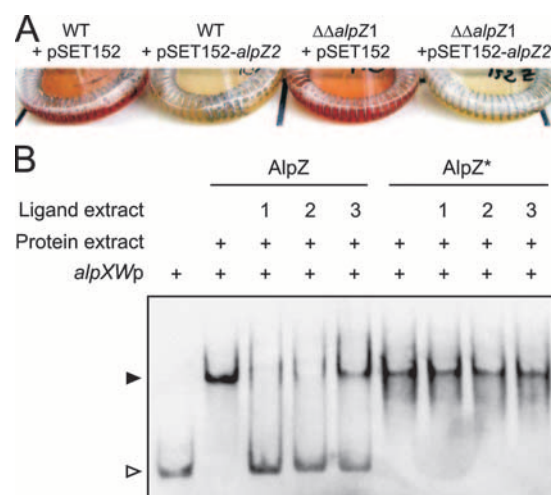 A
WT WT ΔΔalpZ1 ΔΔalpZ1
+ pSET152 + pSET152-alpZ2 + pSET152 +pSET152-alpZ2
B
AlpZ AlpZ*
Ligand extract 1 2 3 1 2 3
Protein extract + + + + + + + +
alpXWp + + + + + + + + +